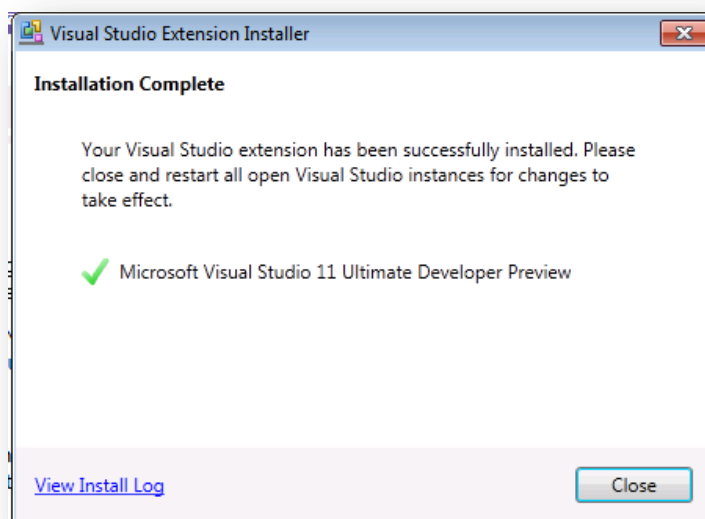 Visual Studio Extension Installer
Installation Complete
Your Visual Studio extension has been successfully installed. Please
close and restart all open Visual Studio instances for changes to
take effect.
Microsoft Visual Studio 11 Ultimate Developer Preview
View Install Log
Close